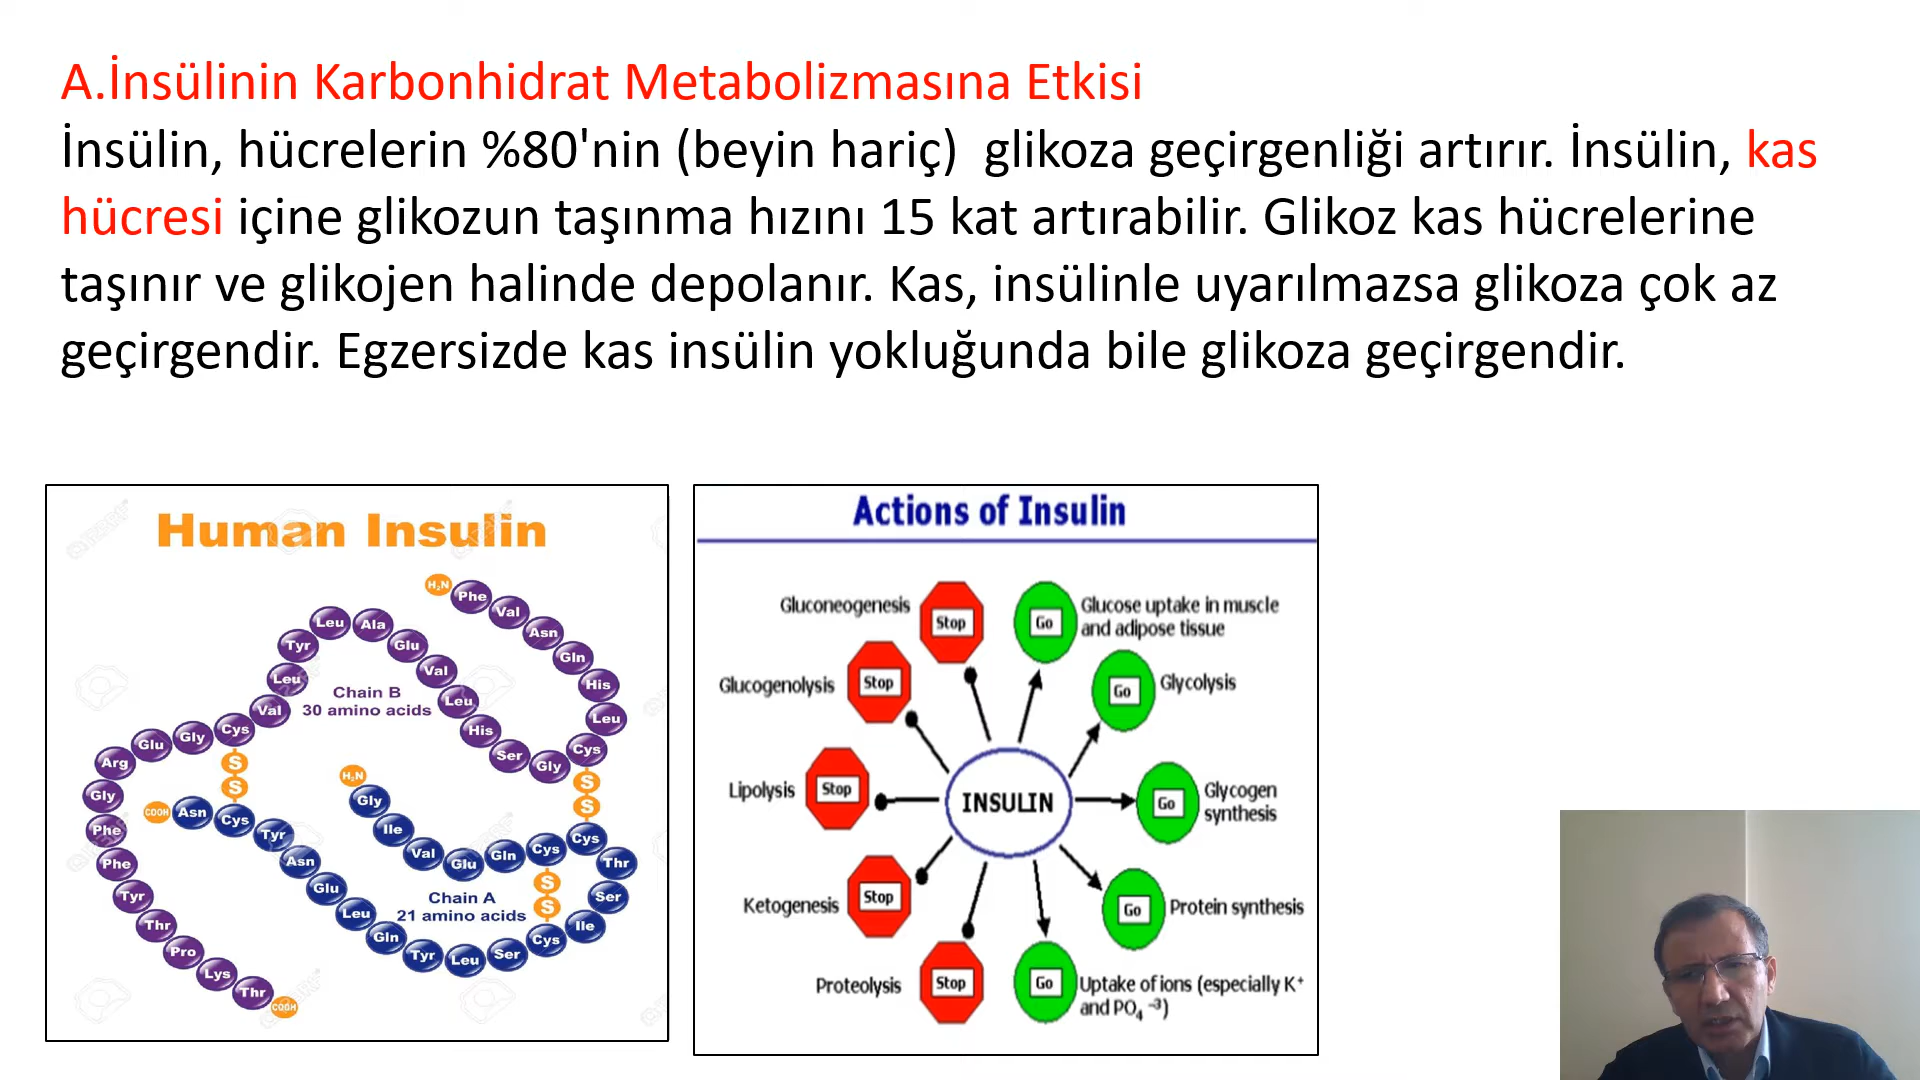 A.İnsülinin Karbonhidrat Metabolizmasına Etkisi
İnsülin, hücrelerin %80'nin (beyin hariç)  glikoza geçirgenliği artırır. İnsülin, kas
hücresi içine glikozun taşınma hızını 15 kat artırabilir. Glikoz kas hücrelerine
taşınır ve glikojen halinde depolanır. Kas, insülinle uyarılmazsa glikoza çok az
geçirgendir. Egzersizde kas insülin yokluğunda bile glikoza geçirgendir.
Human Insulin
H₂N
Phe
Val
Asn
Gln
His
Leu
Cys
Gly
Ser
His
Leu
Val
Glu
Ala
Leu
Tyr
Leu
Val
Cys
Gly
Glu
Arg
Gly
Phe
Phe
Tyr
Thr
Pro
Lys
Thr
COOH
Chain B
30 amino acids
S
S
S
S
H₂N
Gly
Ile
Val
Glu
Gln
Cys
Cys
Thr
Ser
Ile
Cys
Ser
Leu
Tyr
Gln
Leu
Glu
Asn
Tyr
Cys
Asn
COOH
Chain A
21 amino acids
S
S
Actions of Insulin
Gluconeogenesis
Stop
Glucogenolysis
Stop
Lipolysis
Stop
Ketogenesis
Stop
Proteolysis
Stop
INSULIN
Go
Glucose uptake in muscle
and adipose tissue
Go
Glycolysis
Go
Glycogen
synthesis
Go
Protein synthesis
Go
Uptake of ions (especially K⁺
and PO₄⁻³)